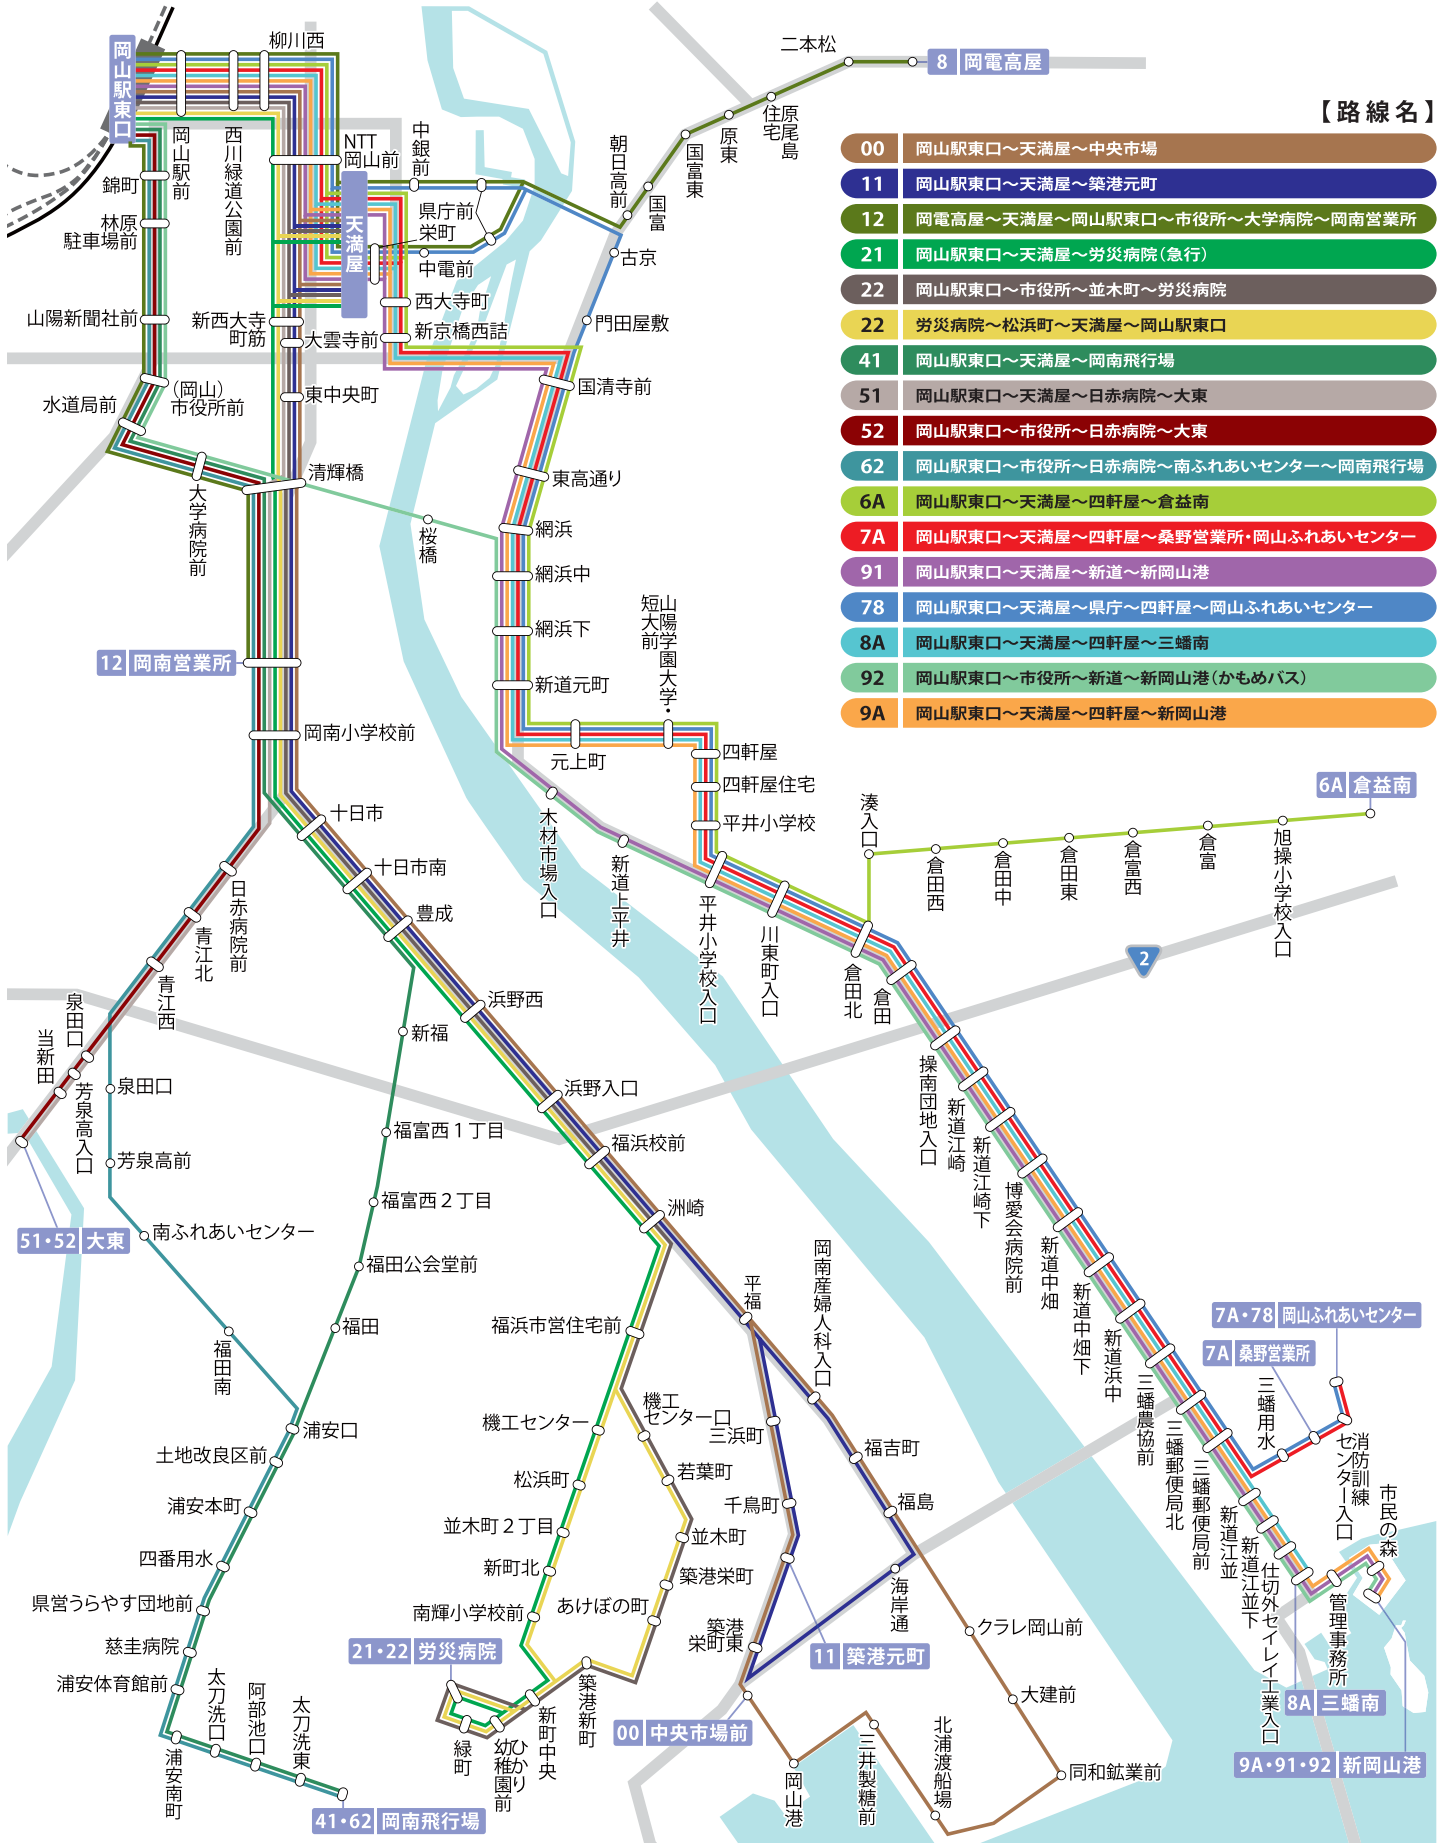 【路線名】
00 岡山駅東口～天満屋～中央市場
11 岡山駅東口～天満屋～築港元町
12 岡電高屋～天満屋～岡山駅東口～市役所～大学病院～岡南営業所
21 岡山駅東口～天満屋～労災病院(急行)
22 岡山駅東口～市役所～並木町～労災病院
22 労災病院～松浜町～天満屋～岡山駅東口
41 岡山駅東口～天満屋～岡南飛行場
51 岡山駅東口～天満屋～日赤病院～大東
52 岡山駅東口～市役所～日赤病院～大東
62 岡山駅東口～市役所～日赤病院～南ふれあいセンター～岡南飛行場
6A 岡山駅東口～天満屋～四軒屋～倉益南
7A 岡山駅東口～天満屋～四軒屋～桑野営業所・岡山ふれあいセンター
91 岡山駅東口～天満屋～新道～新岡山港
78 岡山駅東口～天満屋～県庁～四軒屋～岡山ふれあいセンター
8A 岡山駅東口～天満屋～四軒屋～三蟠南
92 岡山駅東口～市役所～新道～新岡山港(かもめバス)
9A 岡山駅東口～天満屋～四軒屋～新岡山港
岡山駅東口
岡山駅前
西川緑道公園前
柳川西
NTT
岡山前
中銀前
天満屋
県庁前
栄町
中電前
西大寺町
新京橋西詰
錦町
林原
駐車場前
山陽新聞社前
水道局前
(岡山)
市役所前
大学病院前
新西大寺
町筋
大雲寺前
東中央町
清輝橋
桜橋
二本松
8 岡電高屋
原尾島
住宅
原東
国富東
国富
朝日高前
古京
門田屋敷
国清寺前
東高通り
網浜
網浜中
網浜下
新道元町
元上町
山陽学園大学・
短大前
四軒屋
四軒屋住宅
平井小学校
木材市場入口
新道上平井
平井小学校入口
川東町入口
湊入口
倉田西
倉田中
倉田東
倉富西
倉富
旭操小学校入口
6A 倉益南
倉田北
倉田
2
操南団地入口
新道江崎
新道江崎下
博愛会病院前
新道中畑
新道中畑下
新道浜中
三蟠農協前
三蟠郵便局北
三蟠郵便局前
新道江並
新道江並下
仕切外セイレイ工業入口
7A・78 岡山ふれあいセンター
7A 桑野営業所
三蟠用水
消防訓練
センター入口
市民の森
管理事務所
8A 三蟠南
9A・91・92 新岡山港
12 岡南営業所
岡南小学校前
十日市
十日市南
豊成
浜野西
浜野入口
福浜校前
洲崎
日赤病院前
青江北
青江西
泉田口
当新田
芳泉高入口
51・52 大東
泉田口
芳泉高前
南ふれあいセンター
福田南
新福
福富西1丁目
福富西2丁目
福田公会堂前
福田
浦安口
土地改良区前
浦安本町
四番用水
県営うらやす団地前
慈圭病院
浦安体育館前
浦安南町
太刀洗口
阿部池口
太刀洗東
41・62 岡南飛行場
福浜市営住宅前
機工センター
松浜町
並木町2丁目
新町北
南輝小学校前
21・22 労災病院
緑町
ひかり
幼稚園前
新町中央
築港新町
機工
センター口
若葉町
並木町
築港栄町
あけぼの町
平福
岡南産婦人科入口
三浜町
千鳥町
築港
栄町東
11 築港元町
00 中央市場前
福吉町
福島
海岸通
クラレ岡山前
大建前
同和鉱業前
北浦渡船場
三井製糖前
岡山港